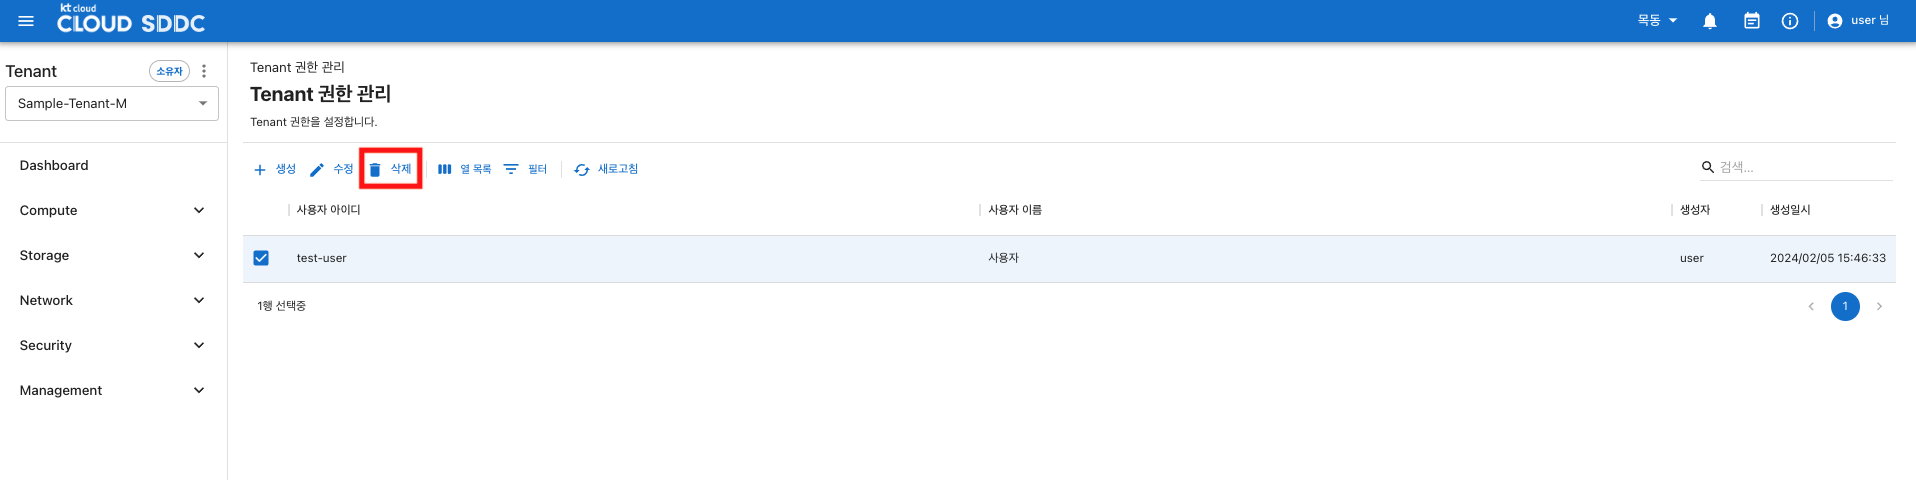 kt cloud
CLOUD SDDC
목동
user 님
Tenant
소유자
Sample-Tenant-M
Dashboard
Compute
Storage
Network
Security
Management
Tenant 권한 관리
Tenant 권한 관리
Tenant 권한을 설정합니다.
생성 수정 삭제 열 목록 필터 새로고침
검색...
사용자 아이디 사용자 이름 생성자 생성일시
test-user 사용자 user 2024/02/05 15:46:33
1행 선택중
1